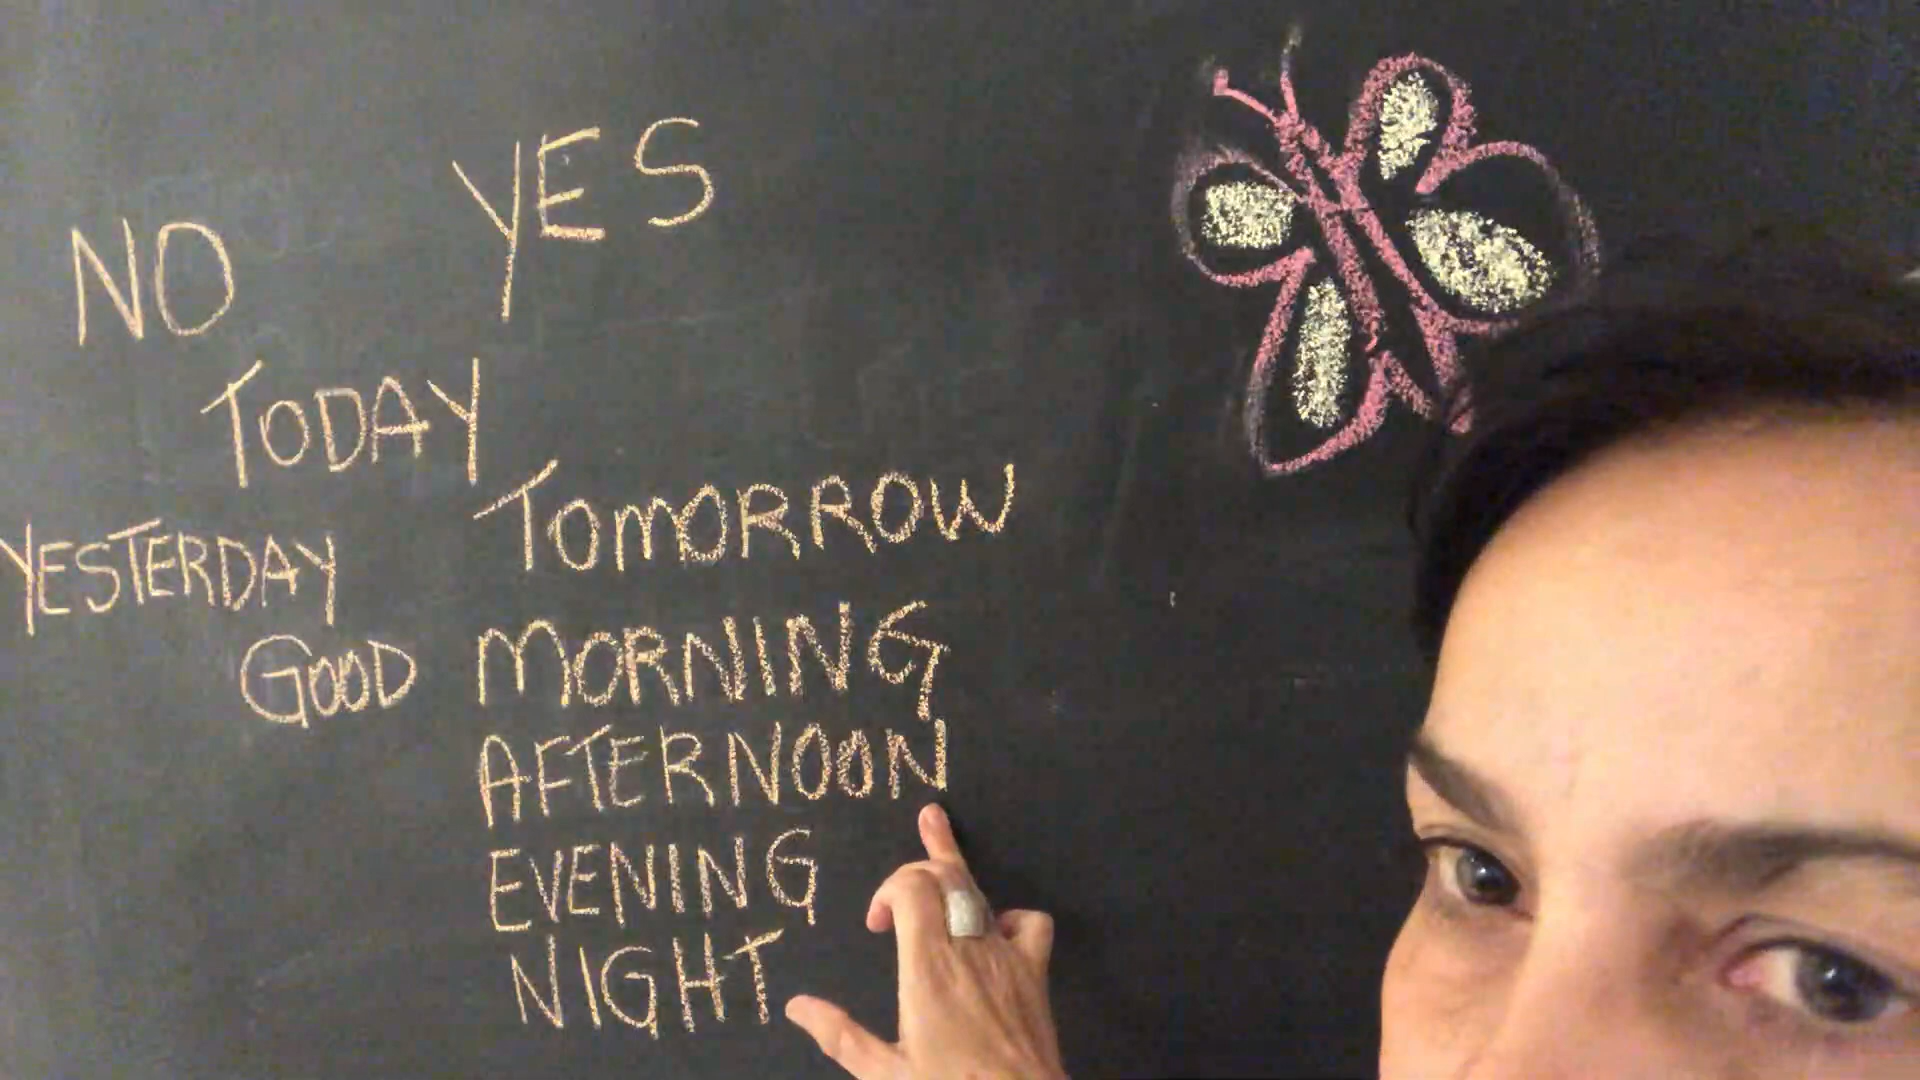 NO YES
TODAY
TOMORROW
YESTERDAY
GOOD MORNING
AFTERNOON
EVENING
NIGHT